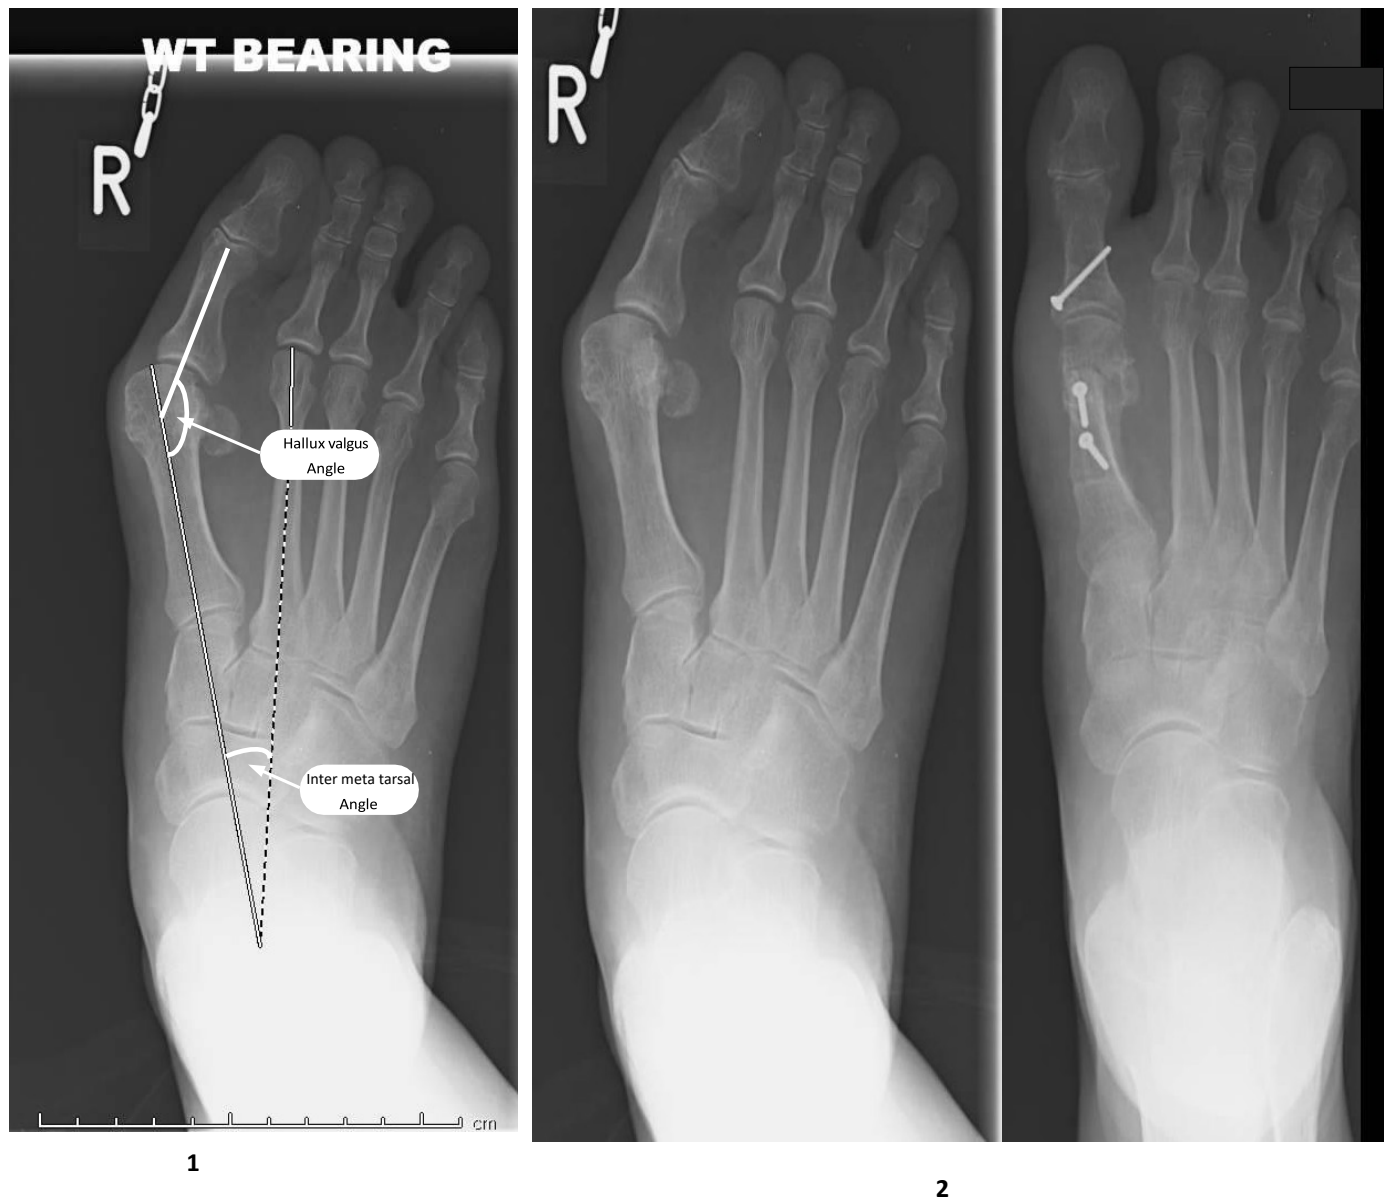 WT BEARING
R
Hallux valgus
Angle
Inter meta tarsal
Angle
cm
1
R
2